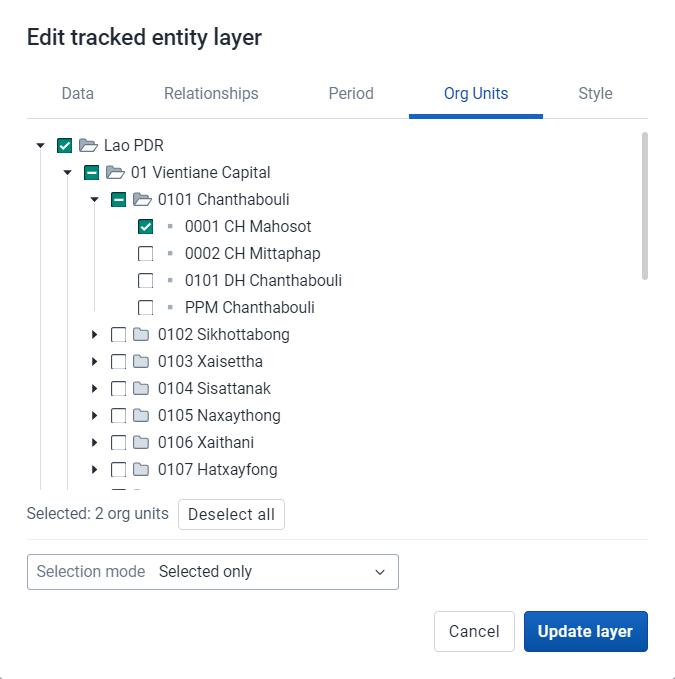 Edit tracked entity layer
Data Relationships Period Org Units Style
Lao PDR
01 Vientiane Capital
0101 Chanthabouli
0001 CH Mahosot
0002 CH Mittaphap
0101 DH Chanthabouli
PPM Chanthabouli
0102 Sikhottabong
0103 Xaisettha
0104 Sisattanak
0105 Naxaythong
0106 Xaithani
0107 Hatxayfong
Selected: 2 org units Deselect all
Selection mode Selected only
Cancel Update layer